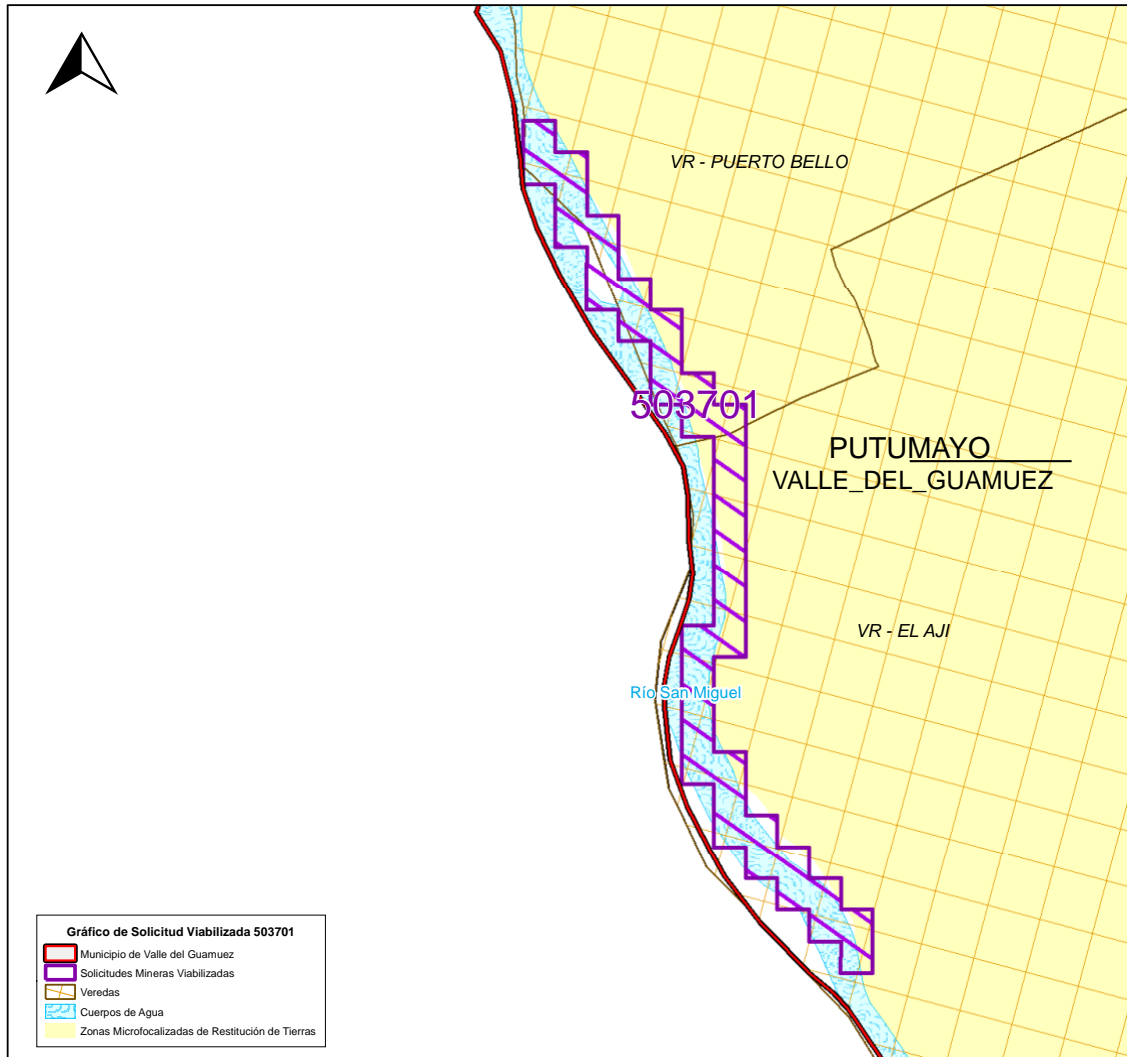 VR - PUERTO BELLO
503701
PUTUMAYO
VALLE_DEL_GUAMUEZ
VR - EL AJI
Río San Miguel
Gráfico de Solicitud Viabilizada 503701
Municipio de Valle del Guamuez
Solicitudes Mineras Viabilizadas
Veredas
Cuerpos de Agua
Zonas Microfocalizadas de Restitución de Tierras